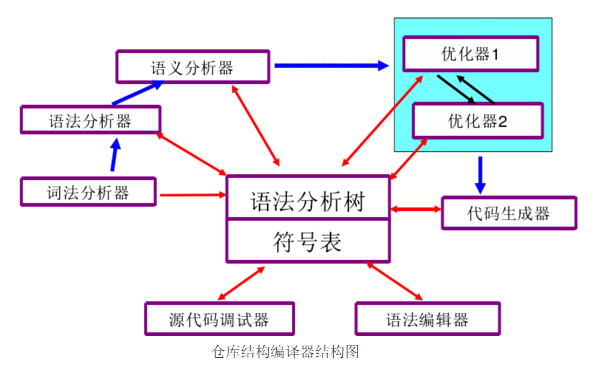 语义分析器
优化器1
语法分析器
优化器2
词法分析器
语法分析树
代码生成器
符号表
源代码调试器
语法编辑器
仓库结构编译器结构图